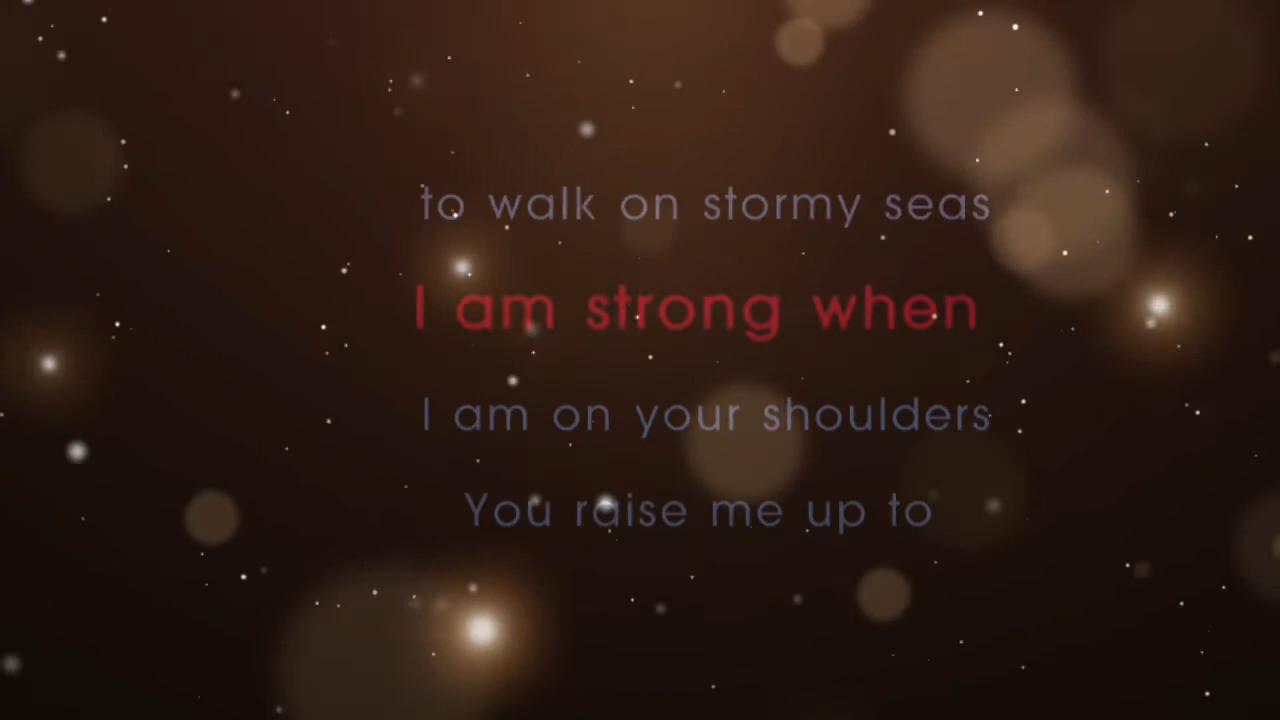 to walk on stormy seas
I am strong when
I am on your shoulders
You raise me up to